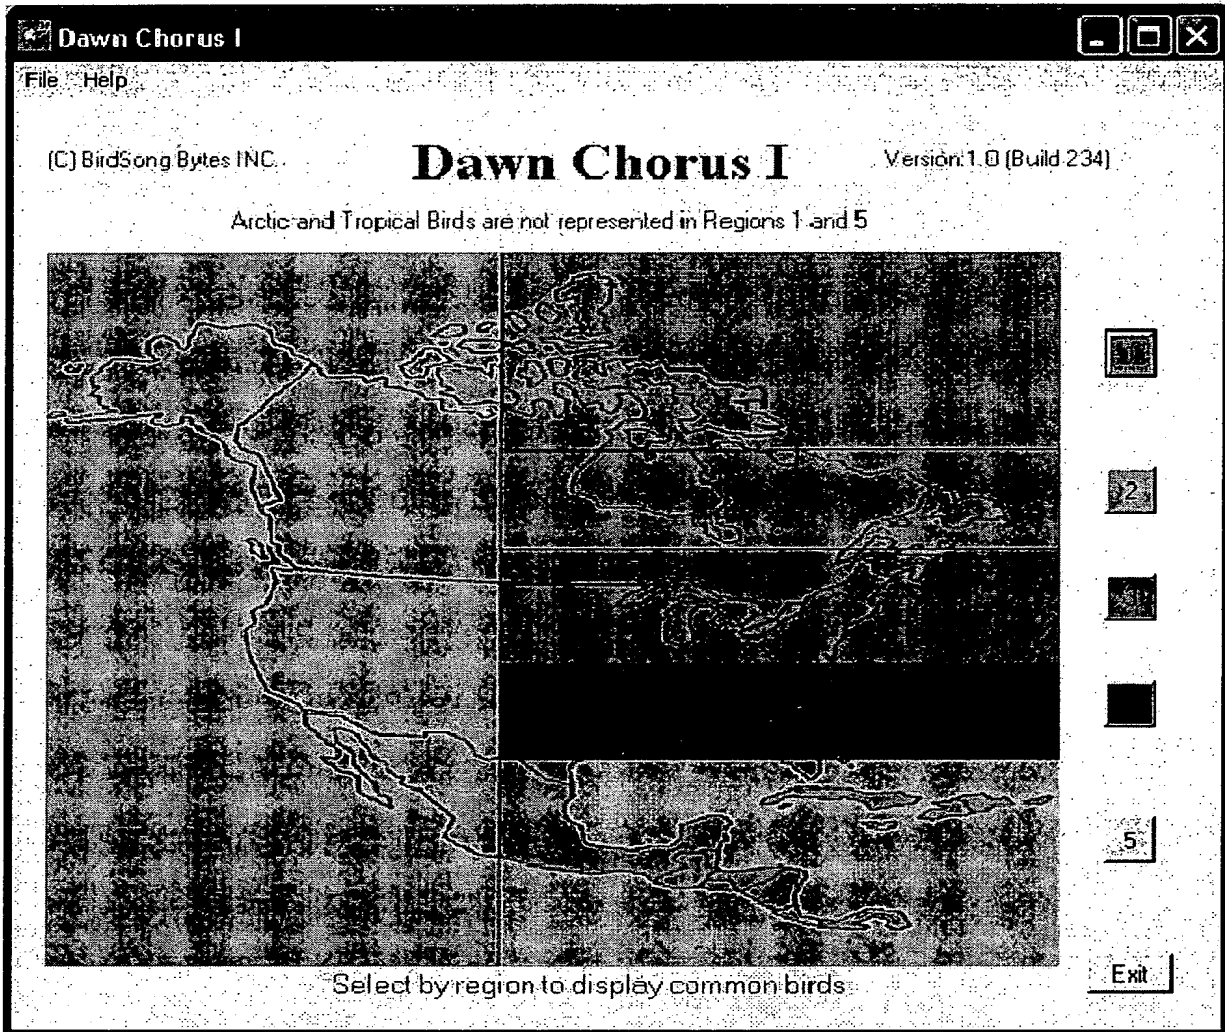 Dawn Chorus I
File Help
(C) BirdSong Bytes INC.
Dawn Chorus I
Version:1.0 (Build 234)
Arctic and Tropical Birds are not represented in Regions 1 and 5
2
5
Select by region to display common birds
Exit